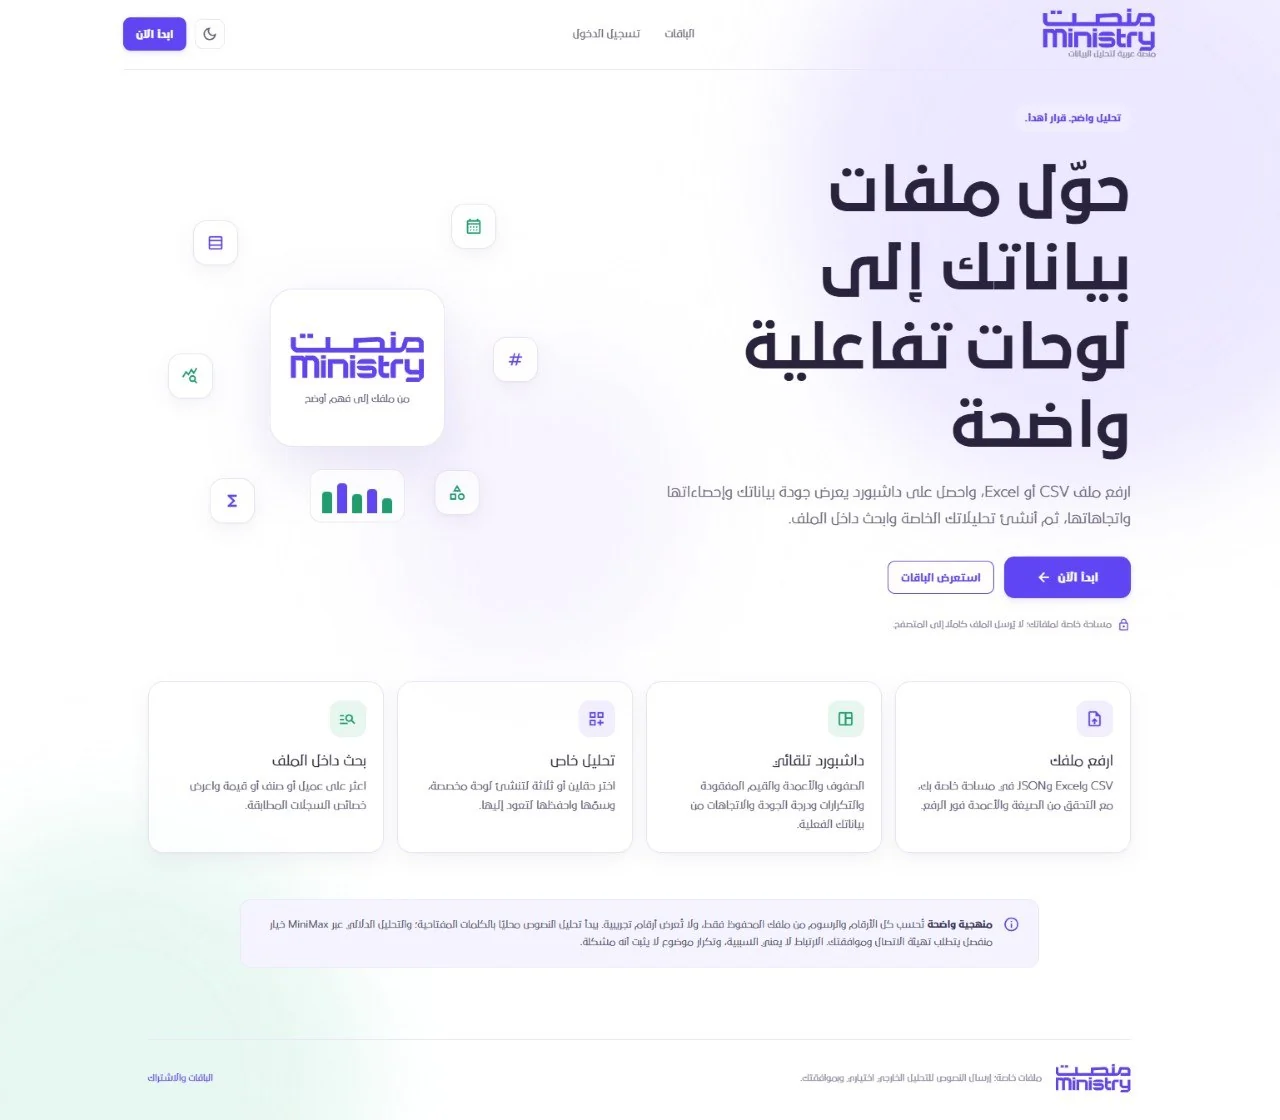 منصت
Ministry
منصة عربية لتحليل البيانات
الباقات
تسجيل الدخول
ابدأ الآن
تحليل واضح. قرار أهدأ.
حوّل ملفات
بياناتك إلى
لوحات تفاعلية
واضحة
ارفع ملف CSV أو Excel، واحصل على داشبورد يعرض جودة بياناتك وإحصاءاتها
واتجاهاتها، ثم أنشئ تحليلاتك الخاصة وابحث داخل الملف.
ابدأ الآن
استعرض الباقات
مساحة خاصة لملفاتك؛ لا يُرسل الملف كاملًا إلى المتصفح.
منصت
Ministry
من ملفك إلى فهم أوضح
ارفع ملفك
CSV وExcel وJSON في مساحة خاصة بك،
مع التحقق من الصيغة والأعمدة فور الرفع.
داشبورد تلقائي
الصفوف والأعمدة والقيم المفقودة
والتكرارات ودرجة الجودة والاتجاهات من
بياناتك الفعلية.
تحليل خاص
اختر حقلين أو ثلاثة لتنشئ لوحة مخصصة،
وسمّها واحفظها لتعود إليها.
بحث داخل الملف
اعثر على عميل أو صنف أو قيمة واعرض
خصائص السجلات المطابقة.
منهجية واضحة تُحسب كل الأرقام والرسوم من ملفك المحفوظ فقط، ولا تُعرض أرقام تجريبية. يبدأ تحليل النصوص محليًا بالكلمات المفتاحية؛ والتحليل الدلالي عبر MiniMax خيار
منفصل يتطلب تهيئة الاتصال وموافقتك. الارتباط لا يعني السببية، وتكرار موضوع لا يثبت أنه مشكلة.
منصت
Ministry
ملفات خاصة؛ إرسال النصوص للتحليل الخارجي اختياري وبموافقتك.
الباقات والاشتراك